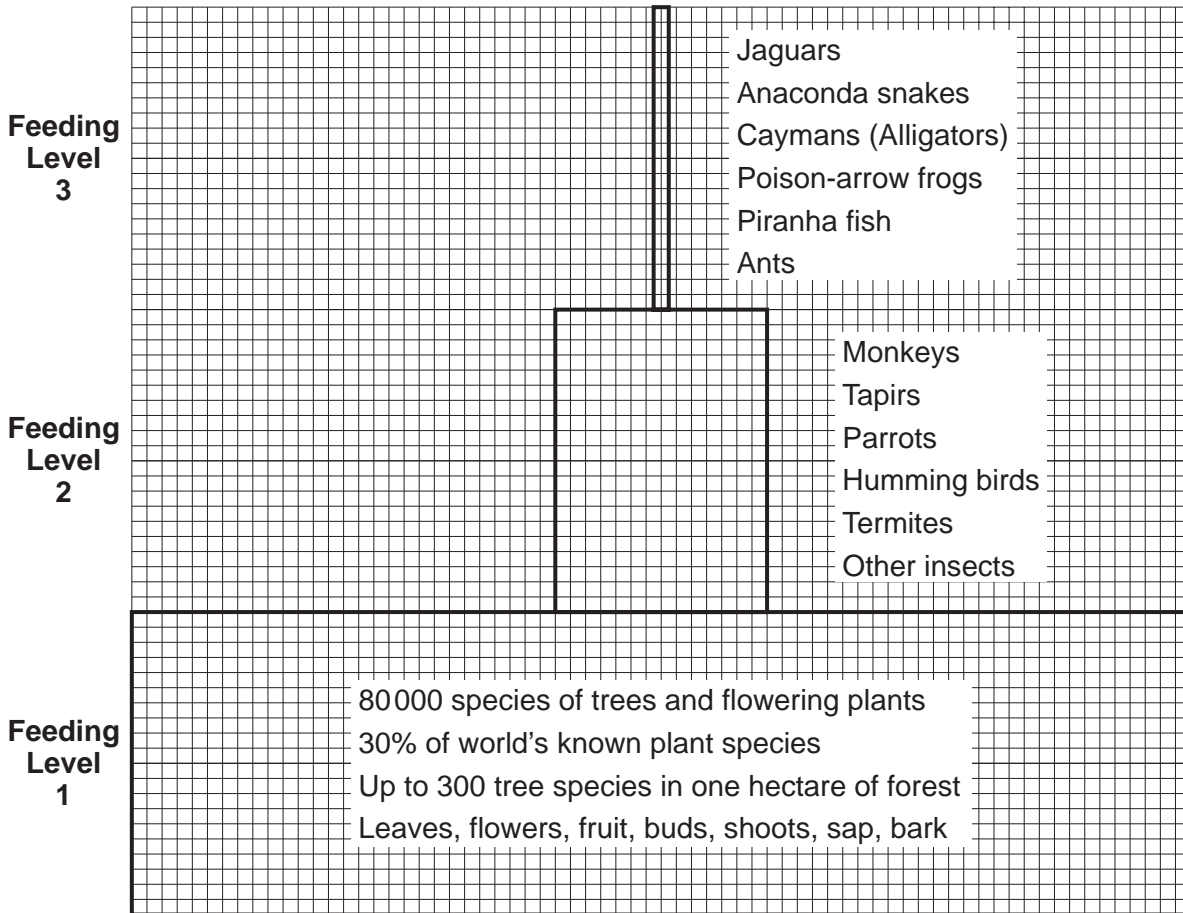 Feeding
Level
3
Jaguars
Anaconda snakes
Caymans (Alligators)
Poison-arrow frogs
Piranha fish
Ants
Feeding
Level
2
Monkeys
Tapirs
Parrots
Humming birds
Termites
Other insects
Feeding
Level
1
80 000 species of trees and flowering plants
30% of world's known plant species
Up to 300 tree species in one hectare of forest
Leaves, flowers, fruit, buds, shoots, sap, bark